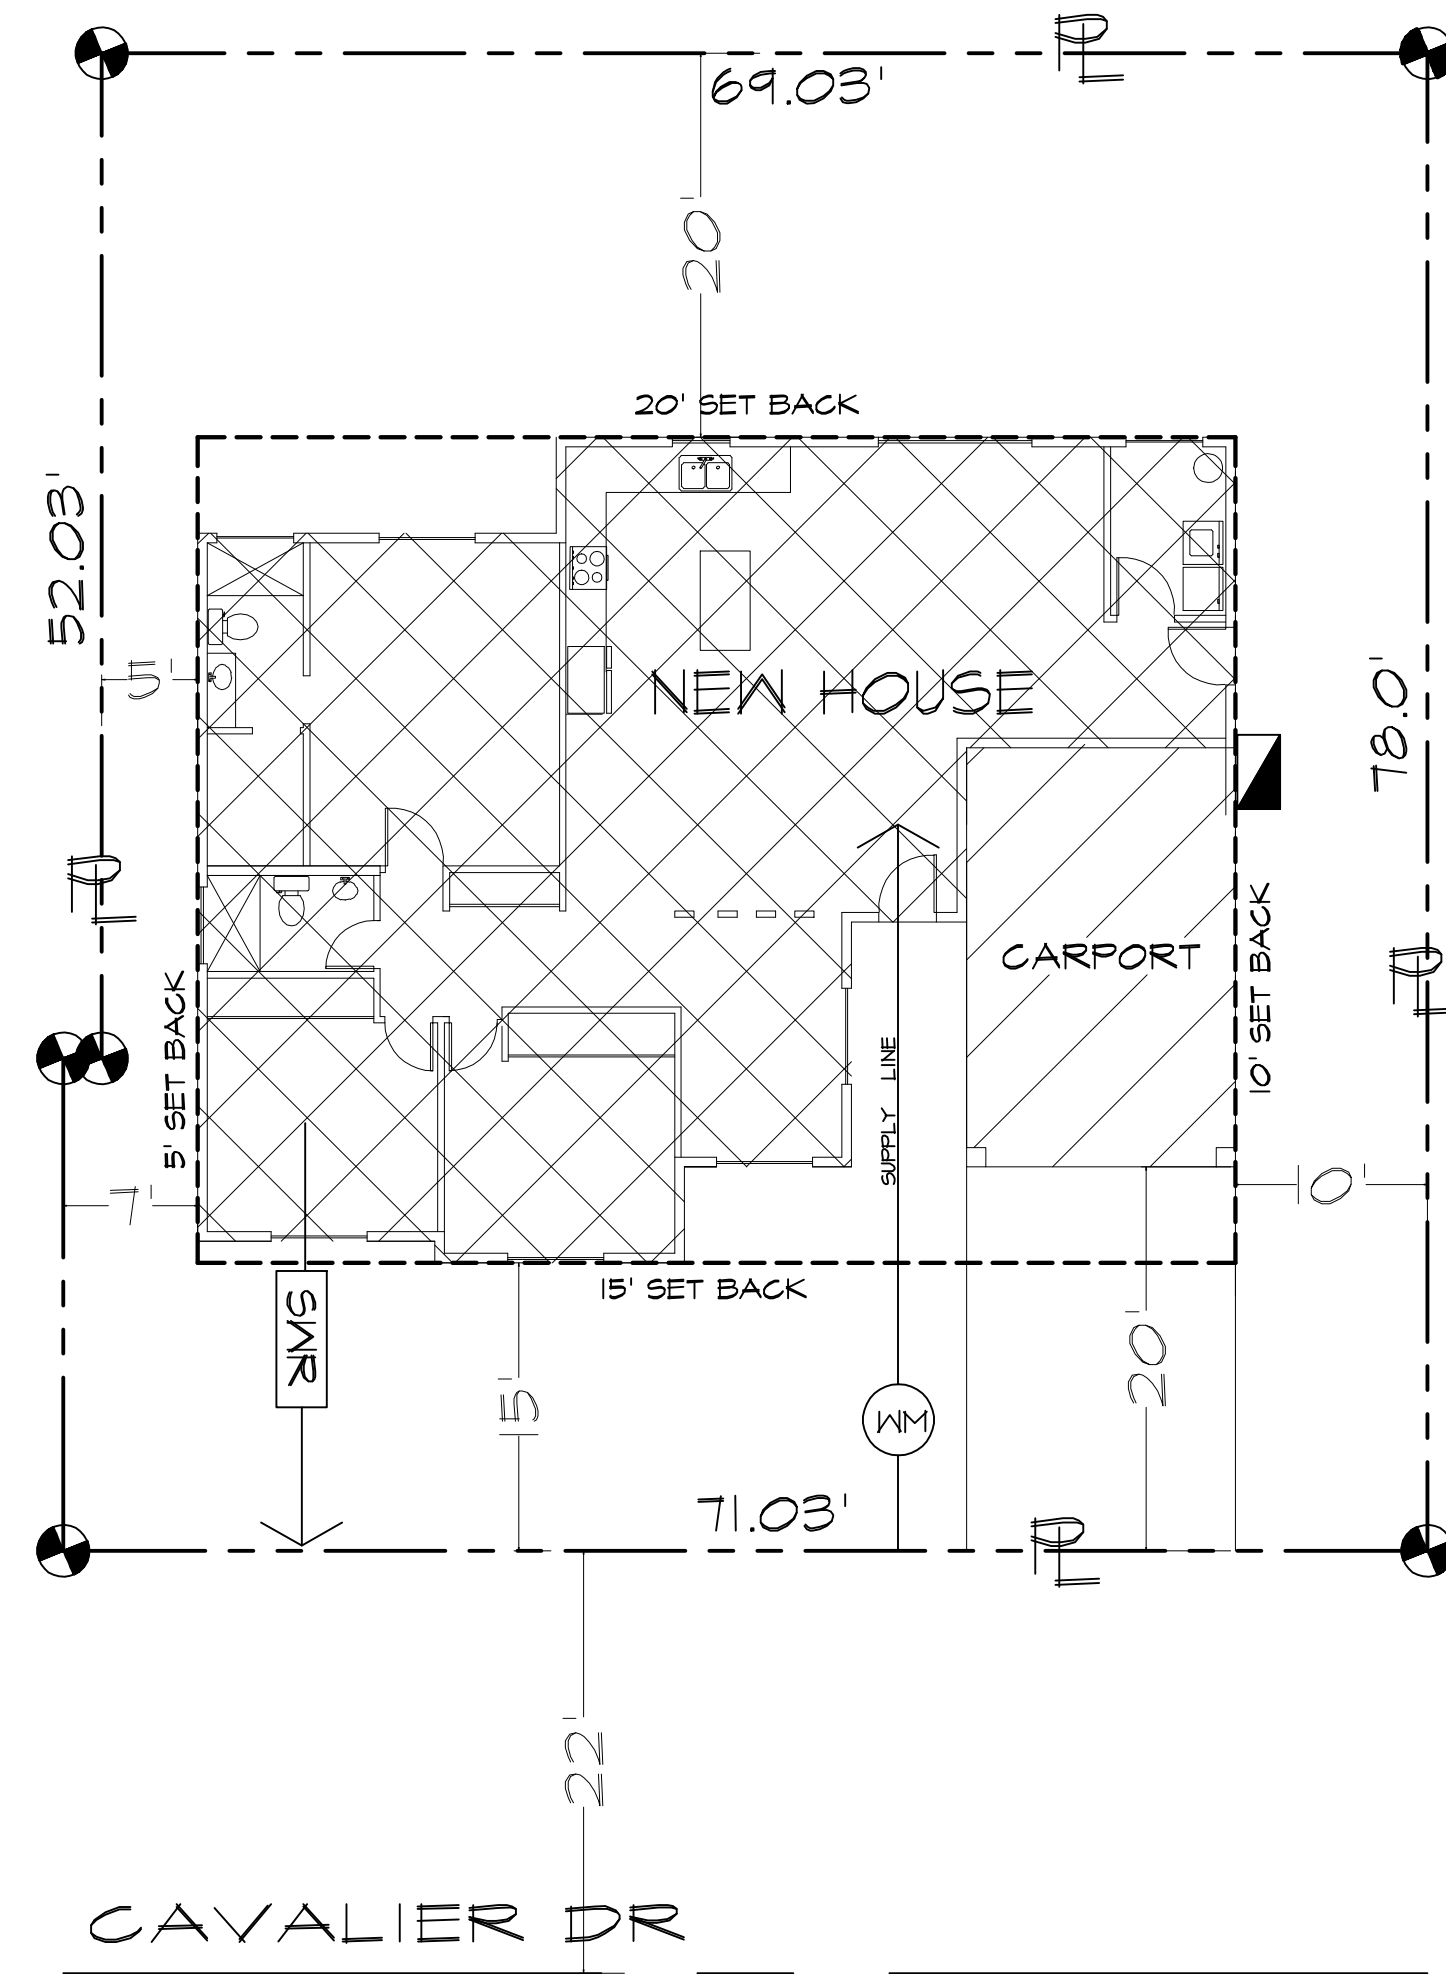 PL
69.03'
20'
20' SET BACK
52.03'
5'
NEW HOUSE
78.0'
PL
CARPORT
PL
10' SET BACK
5' SET BACK
SUPPLY LINE
7'
10'
15' SET BACK
SWR
20'
15'
WM
71.03'
PL
22'
CAVALIER DR